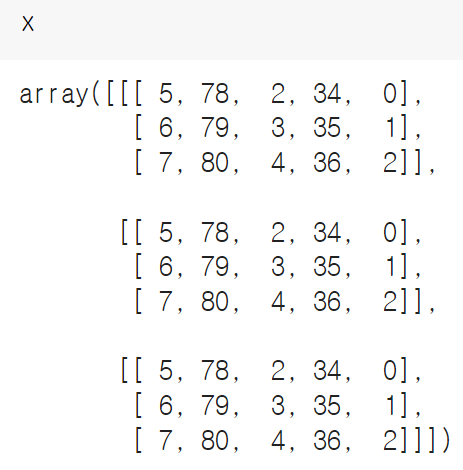 x
array([[[ 5, 78,  2, 34,  0],
        [ 6, 79,  3, 35,  1],
        [ 7, 80,  4, 36,  2]],
       [[ 5, 78,  2, 34,  0],
        [ 6, 79,  3, 35,  1],
        [ 7, 80,  4, 36,  2]],
       [[ 5, 78,  2, 34,  0],
        [ 6, 79,  3, 35,  1],
        [ 7, 80,  4, 36,  2]]])